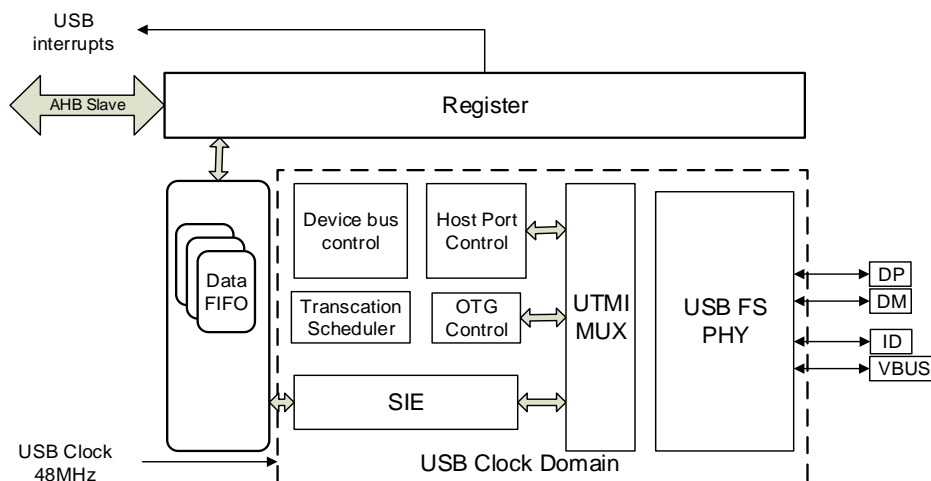 USB
interrupts
AHB Slave
Register
Device bus
control
Host Port
Control
Data
FIFO
Transcation
Scheduler
OTG
Control
UTMI
MUX
USB FS
PHY
DP
DM
ID
VBUS
SIE
USB Clock
48MHz
USB Clock Domain